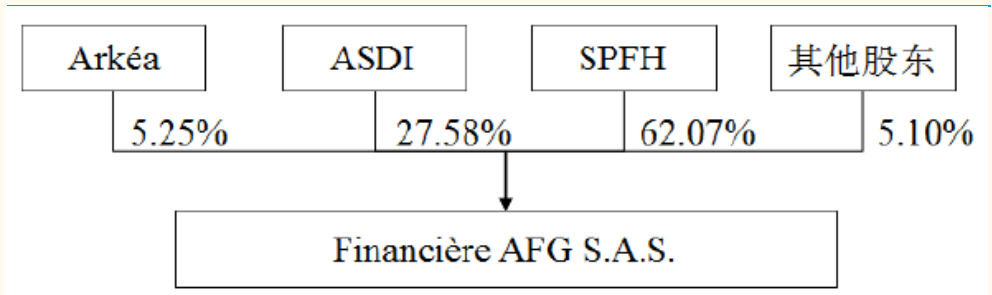 Arkéa
ASDI
SPFH
其他股东
5.25%
27.58%
62.07%
5.10%
Financière AFG S.A.S.